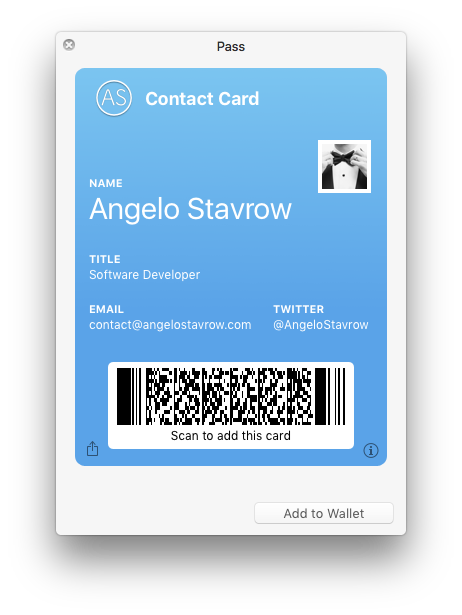 Pass
AS
Contact Card
NAME
Angelo Stavrow
TITLE
Software Developer
EMAIL
TWITTER
contact@angelostavrow.com
@AngeloStavrow
Scan to add this card
Add to Wallet